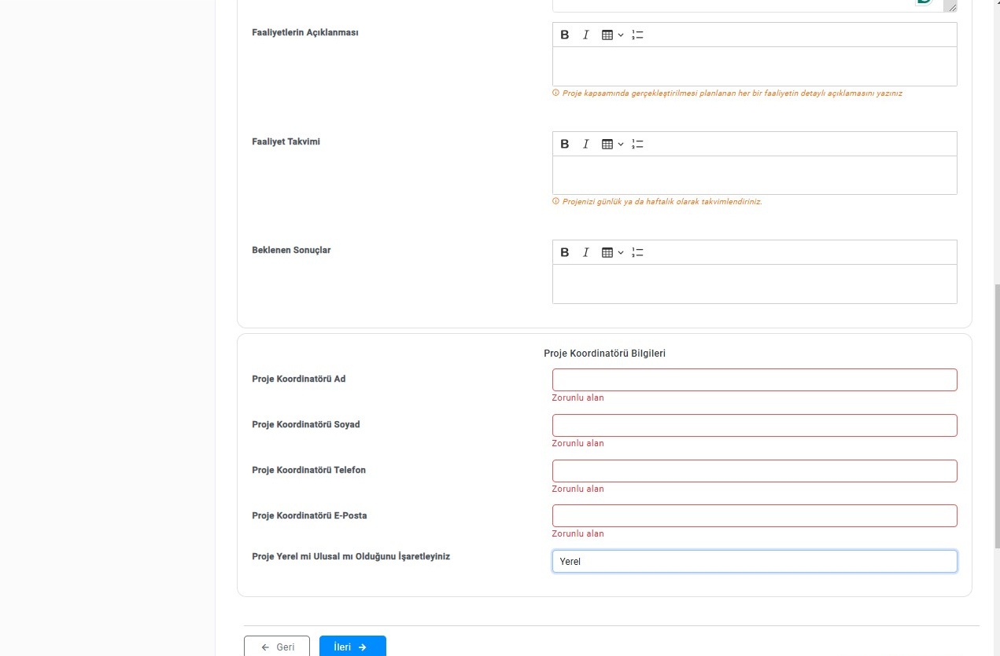 Faaliyetlerin Açıklanması
B I
Proje kapsamında gerçekleştirilmesi planlanan her bir faaliyetin detaylı açıklamasını yazınız
Faaliyet Takvimi
B I
Projenizi günlük ya da haftalık olarak takvimlendiriniz.
Beklenen Sonuçlar
B I
Proje Koordinatörü Bilgileri
Proje Koordinatörü Ad
Zorunlu alan
Proje Koordinatörü Soyad
Zorunlu alan
Proje Koordinatörü Telefon
Zorunlu alan
Proje Koordinatörü E-Posta
Zorunlu alan
Proje Yerel mi Ulusal mı Olduğunu İşaretleyiniz
Yerel
← Geri
İleri →